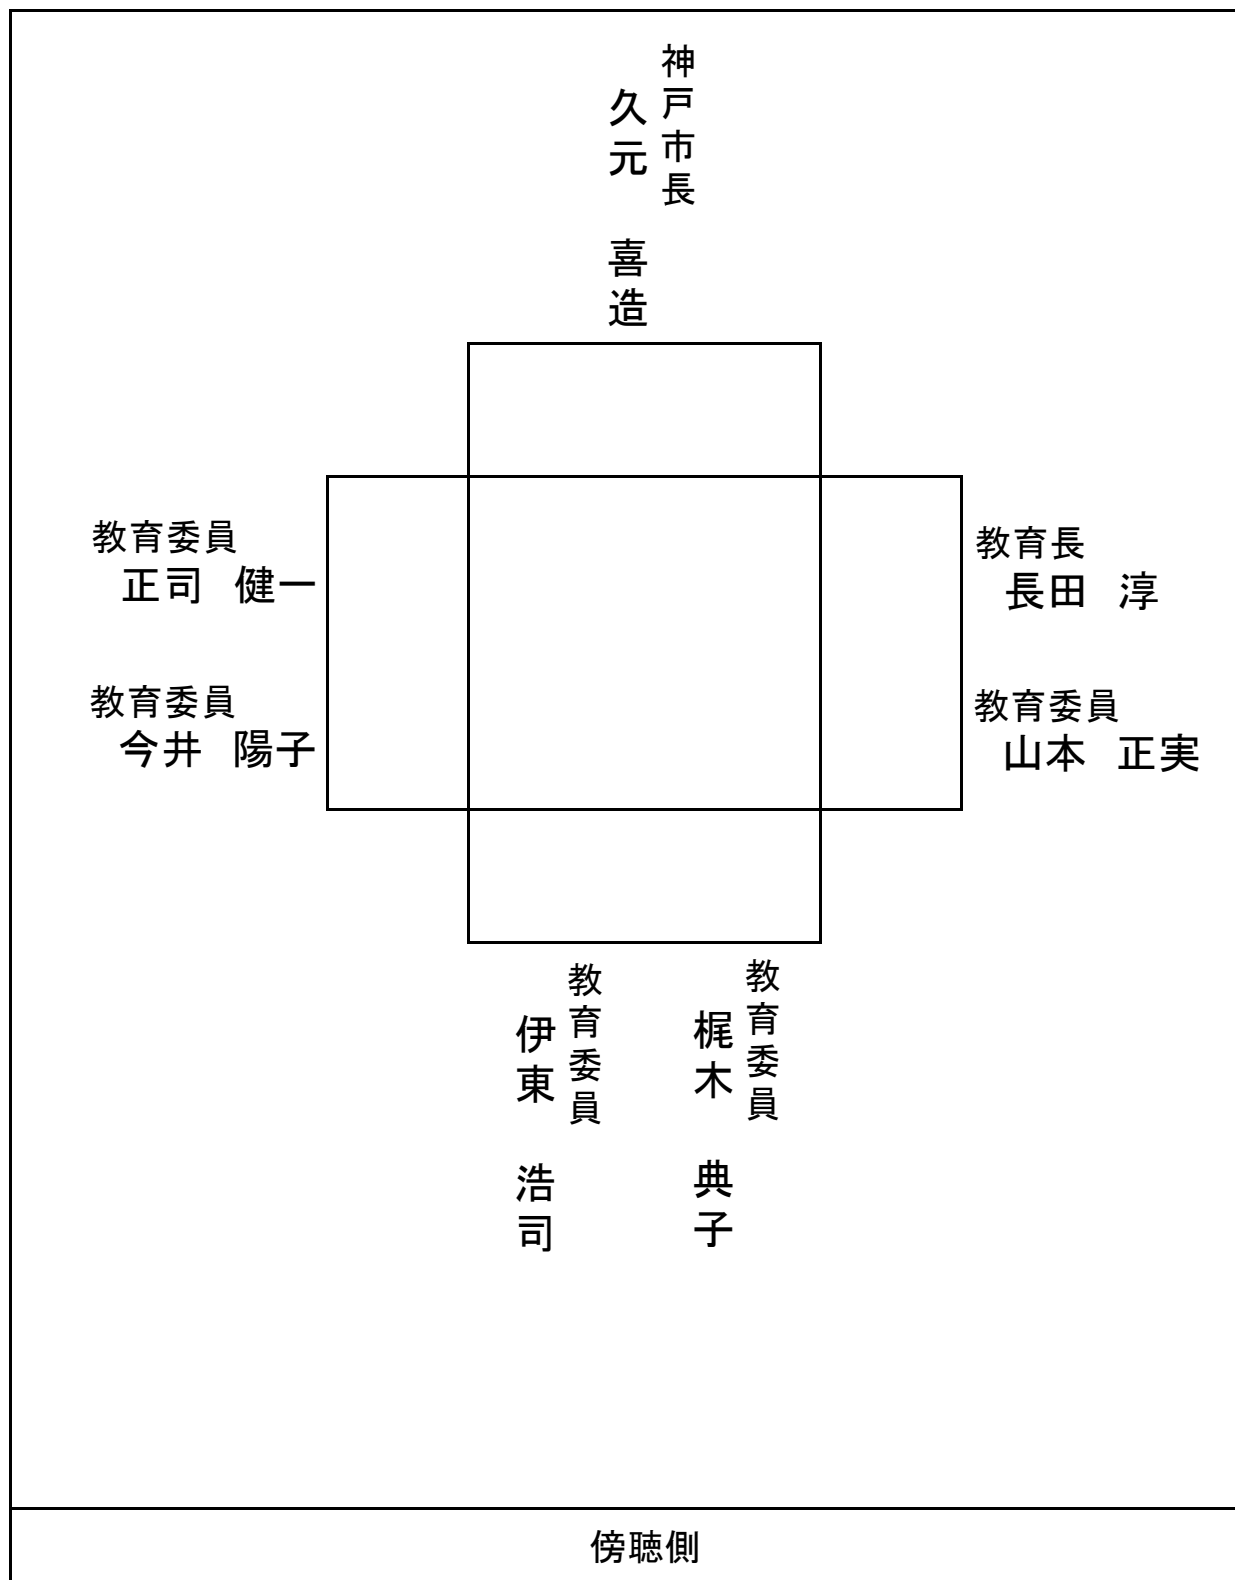 神戸市長
久元　喜造
教育委員
正司　健一
教育長
長田　淳
教育委員
今井　陽子
教育委員
山本　正実
教育委員
梶木　典子
教育委員
伊東　浩司
傍聴側